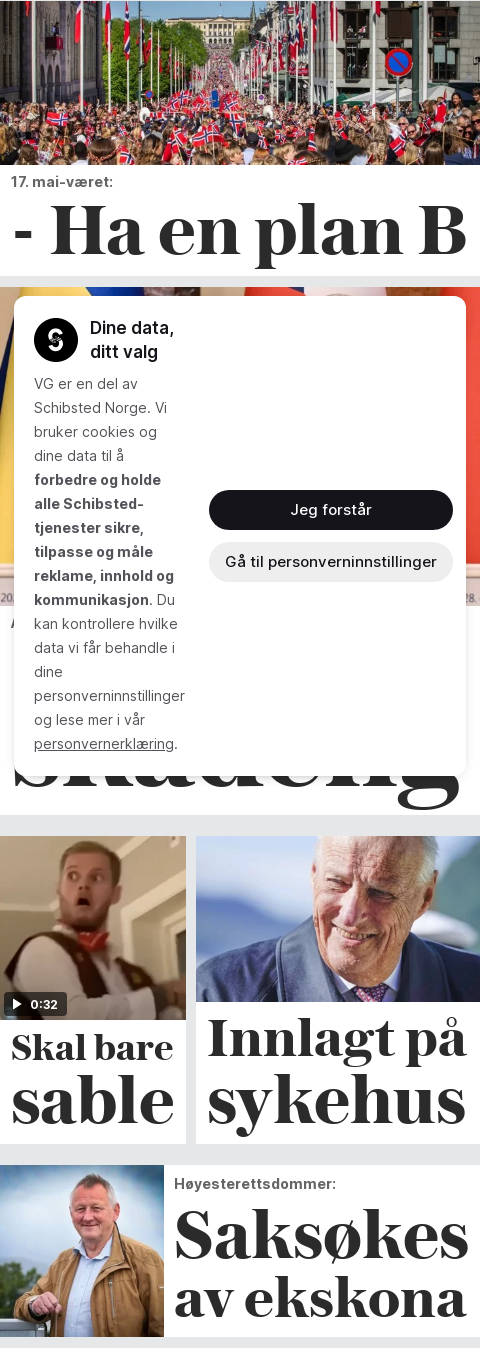 17. mai-været:
- Ha en plan B
Dine data,
ditt valg
VG er en del av
Schibsted Norge. Vi
bruker cookies og
dine data til å
forbedre og holde
alle Schibsted-
tjenester sikre,
tilpasse og måle
reklame, innhold og
kommunikasjon. Du
kan kontrollere hvilke
data vi får behandle i
dine
personverninnstillinger
og lese mer i vår
personvernerklæring.
Jeg forstår
Gå til personverninnstillinger
0:32
Skal bare
sable
Innlagt på
sykehus
Høyesterettsdommer:
Saksøkes
av ekskona